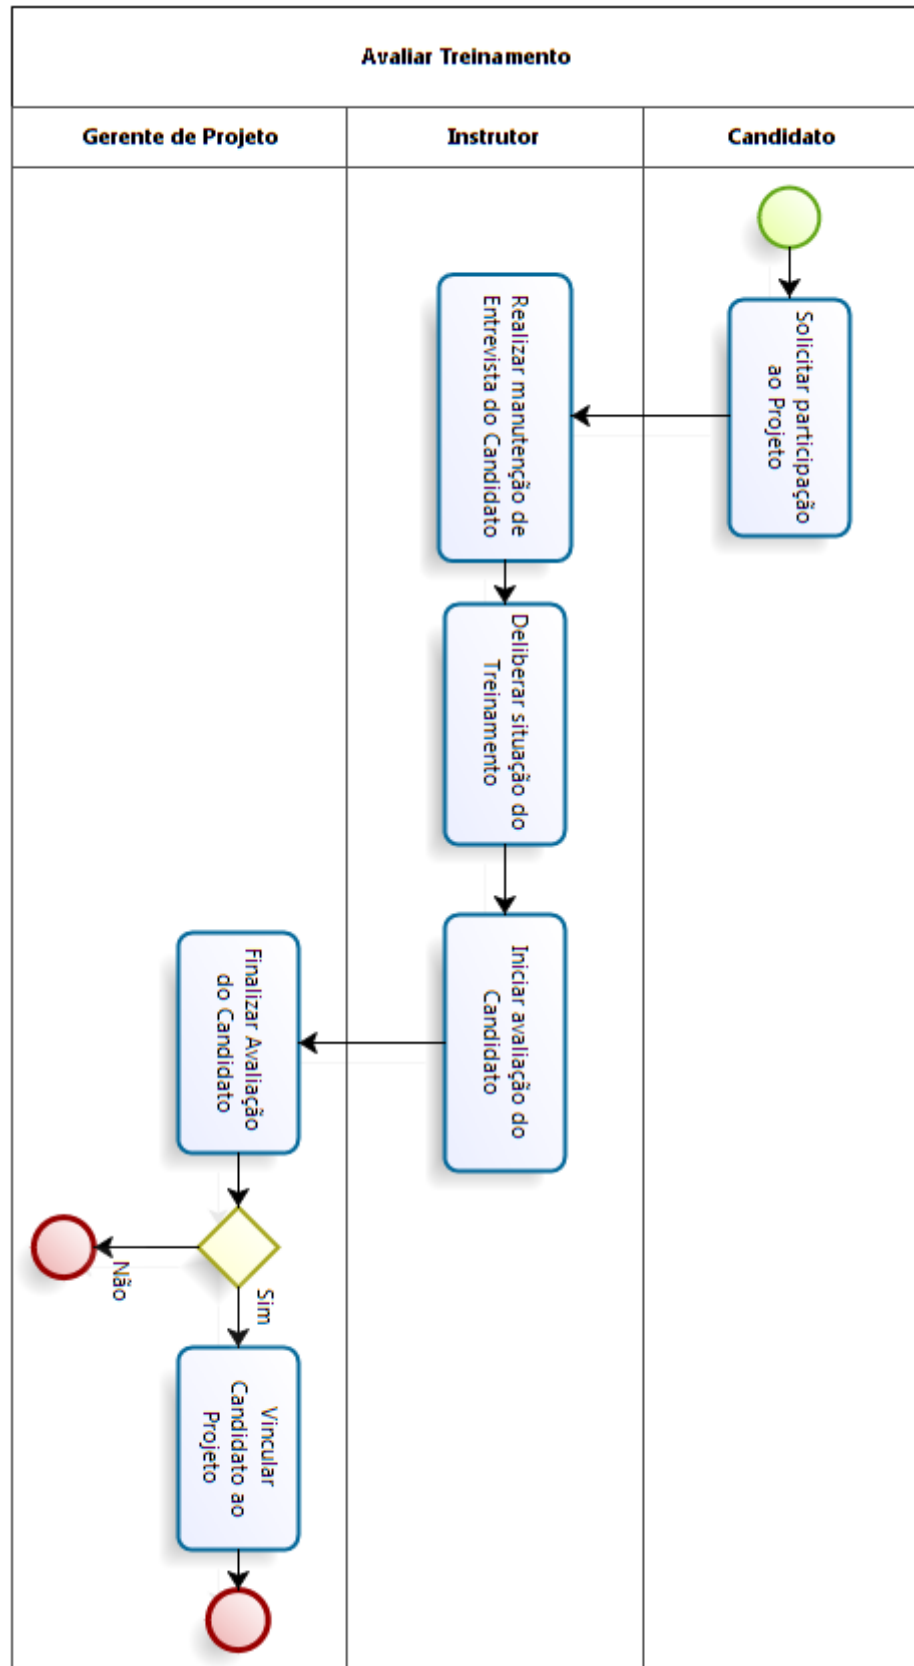 Avaliar Treinamento
Gerente de Projeto
Instrutor
Candidato
Solicitar participação
ao Projeto
Realizar manutenção de
Entrevista do Candidato
Deliberar situação do
Treinamento
Iniciar avaliação do
Candidato
Finalizar Avaliação
do Candidato
Não
Sim
Vincular
Candidato ao
Projeto